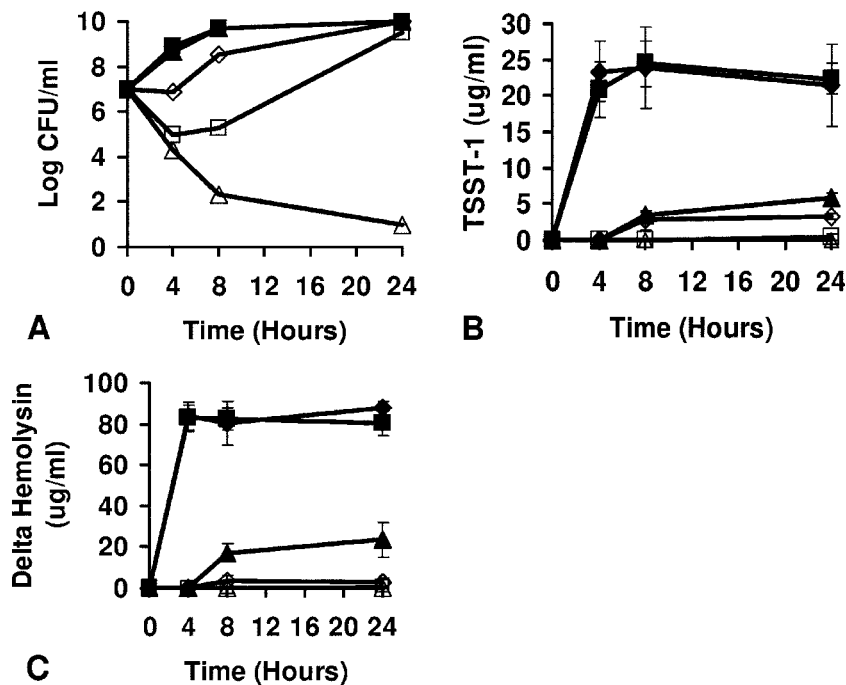 10
8
6
4
2
0
Log CFU/ml
0 4 8 12 16 20 24
Time (Hours)
A
30
25
20
15
10
5
0
TSST-1 (ug/ml)
0 4 8 12 16 20 24
Time (Hours)
B
100
80
60
40
20
0
Delta Hemolysin
(ug/ml)
0 4 8 12 16 20 24
Time (Hours)
C